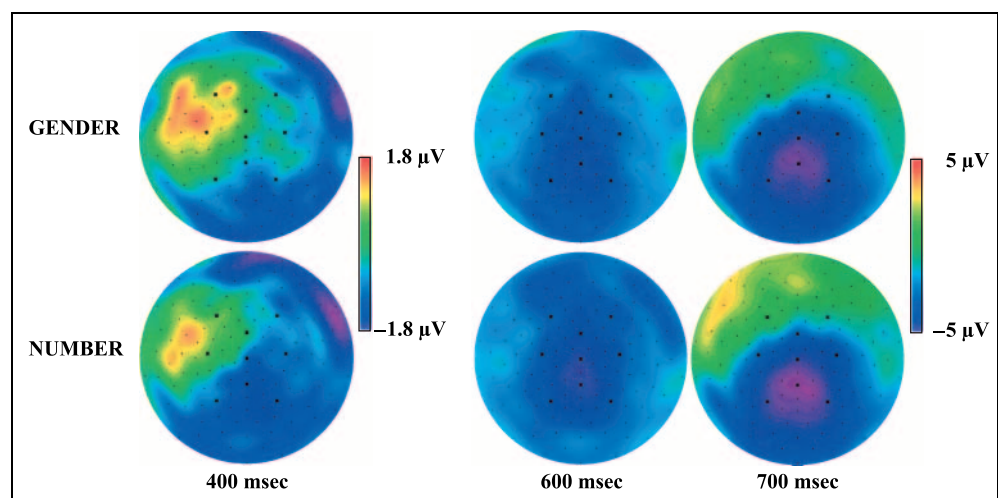 GENDER
1.8 µV
5 µV
–1.8 µV
–5 µV
NUMBER
400 msec
600 msec
700 msec